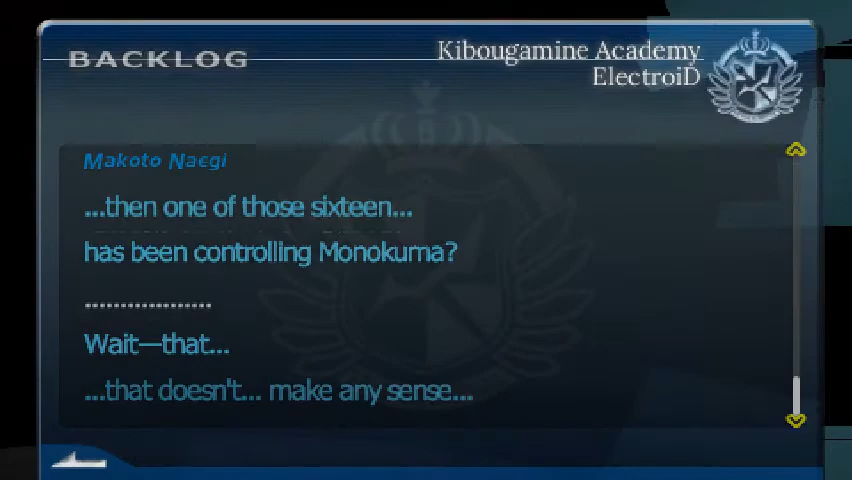 BACKLOG
Kibougamine Academy
ElectroiD
Makoto Naegi
...then one of those sixteen...
has been controlling Monokuma?
.................
Wait—that...
...that doesn't... make any sense...